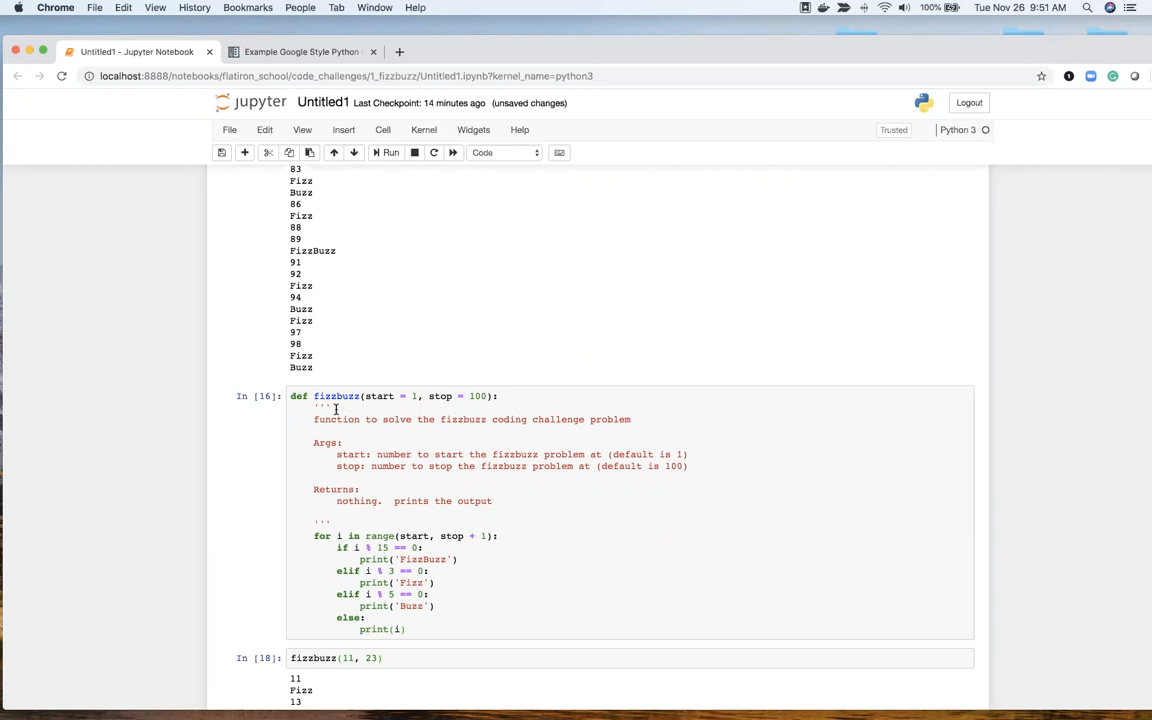 Chrome File Edit View History Bookmarks People Tab Window Help 100% Tue Nov 26 9:51 AM
Untitled1 - Jupyter Notebook Example Google Style Python
localhost:8888/notebooks/flatiron_school/code_challenges/1_fizzbuzz/Untitled1.ipynb?kernel_name=python3
jupyter Untitled1 Last Checkpoint: 14 minutes ago (unsaved changes) Logout
File Edit View Insert Cell Kernel Widgets Help Trusted Python 3
Run Code
83
Fizz
Buzz
86
Fizz
88
89
FizzBuzz
91
92
Fizz
94
Buzz
Fizz
97
98
Fizz
Buzz
In [16]: def fizzbuzz(start = 1, stop = 100):
'''
function to solve the fizzbuzz coding challenge problem
Args:
start: number to start the fizzbuzz problem at (default is 1)
stop: number to stop the fizzbuzz problem at (default is 100)
Returns:
nothing.  prints the output
'''
for i in range(start, stop + 1):
if i % 15 == 0:
print('FizzBuzz')
elif i % 3 == 0:
print('Fizz')
elif i % 5 == 0:
print('Buzz')
else:
print(i)
In [18]: fizzbuzz(11, 23)
11
Fizz
13